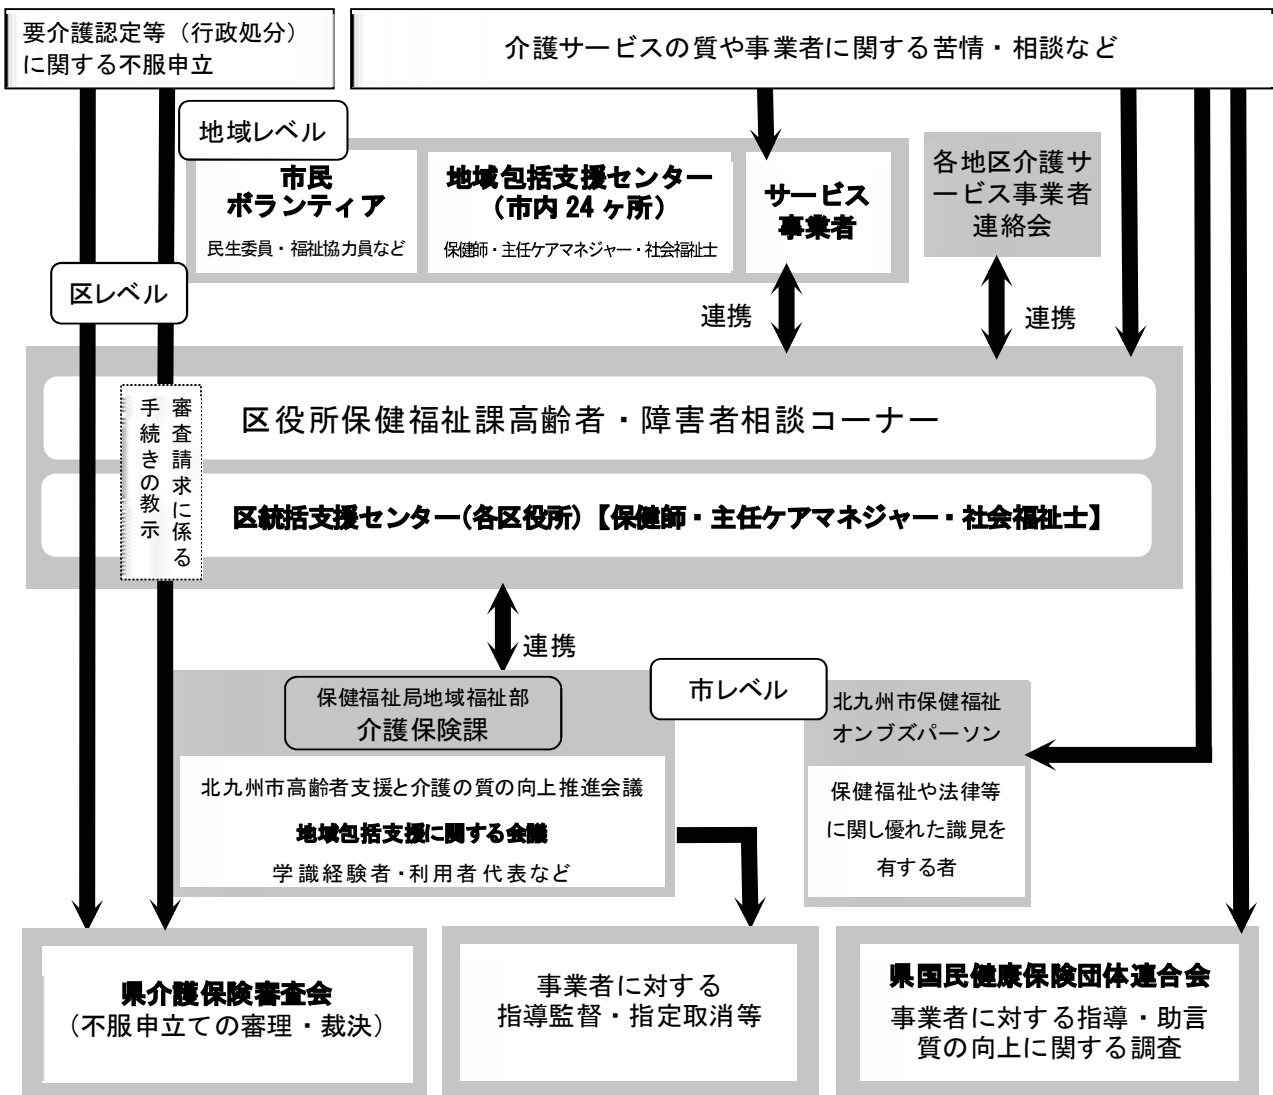 要介護認定等（行政処分）
に関する不服申立
介護サービスの質や事業者に関する苦情・相談など
地域レベル
市民
ボランティア
民生委員・福祉協力員など
地域包括支援センター
（市内 24 ヶ所）
保健師・主任ケアマネジャー・社会福祉士
サービス
事業者
各地区介護サ
ービス事業者
連絡会
区レベル
連携
連携
審査請求に係る
手続きの教示
区役所保健福祉課高齢者・障害者相談コーナー
区統括支援センター（各区役所）【保健師・主任ケアマネジャー・社会福祉士】
連携
市レベル
保健福祉局地域福祉部
介護保険課
北九州市高齢者支援と介護の質の向上推進会議
地域包括支援に関する会議
学識経験者・利用者代表など
北九州市保健福祉
オンブズパーソン
保健福祉や法律等
に関し優れた識見を
有する者
県介護保険審査会
（不服申立ての審理・裁決）
事業者に対する
指導監督・指定取消等
県国民健康保険団体連合会
事業者に対する指導・助言
質の向上に関する調査